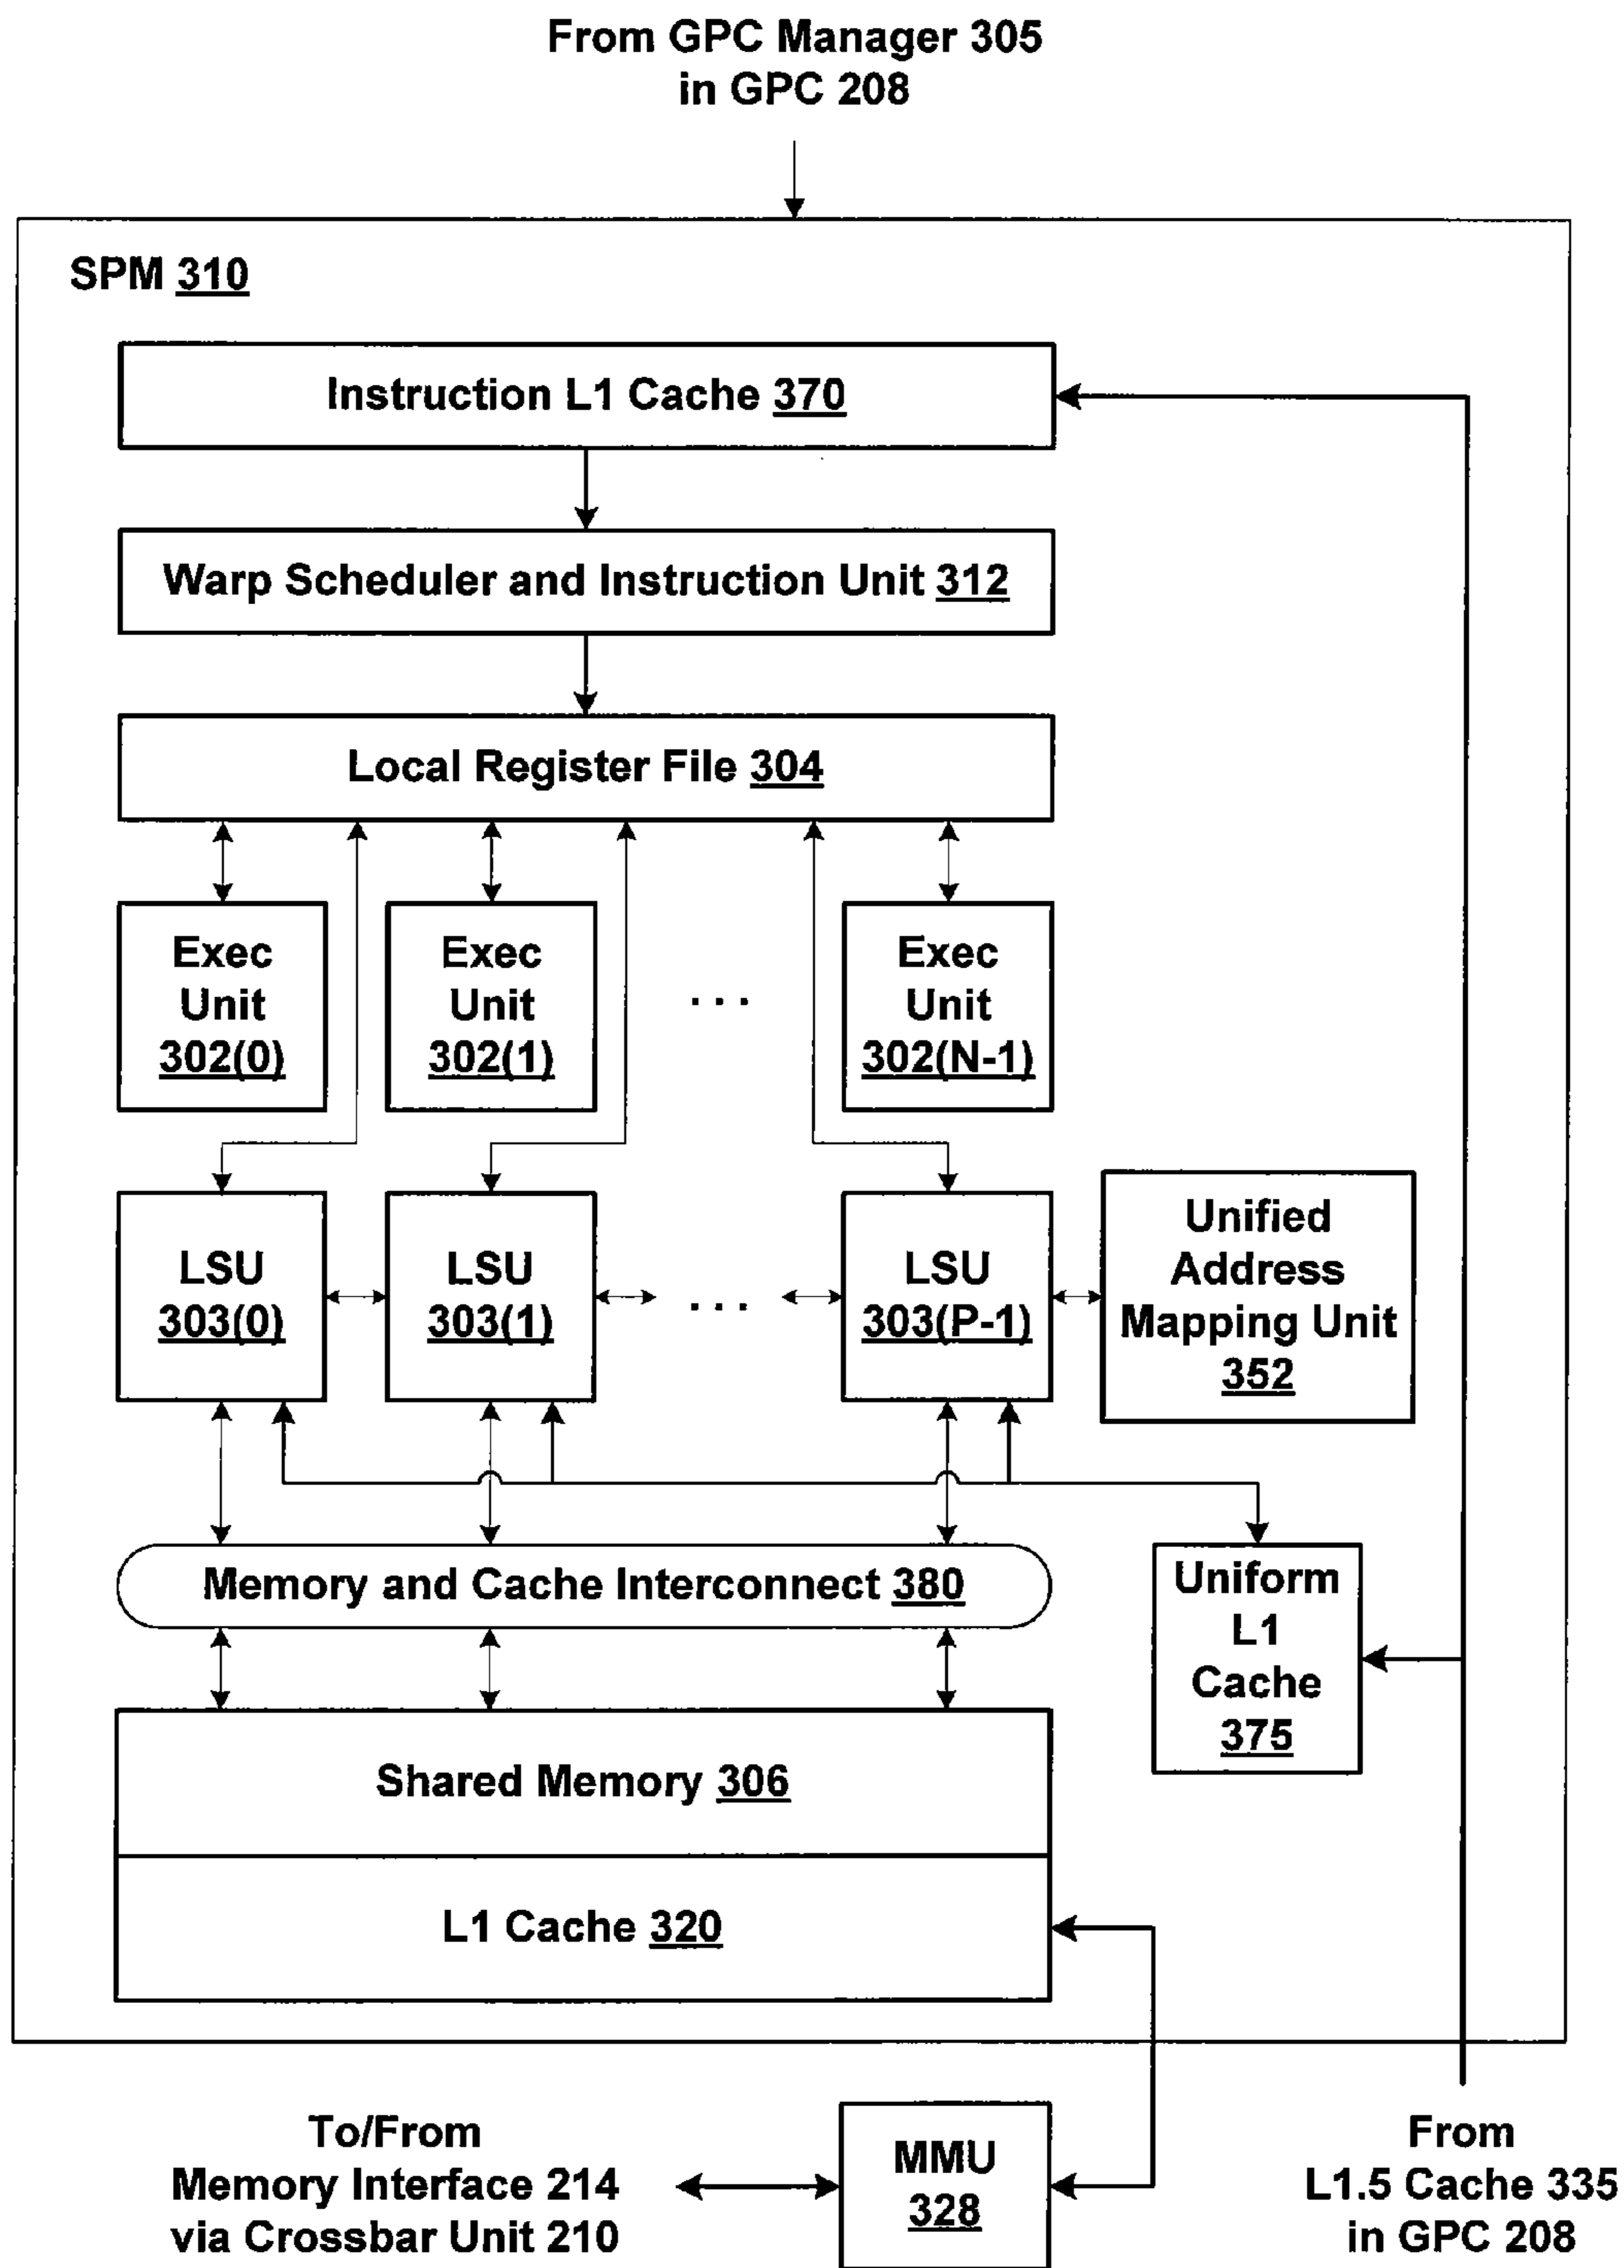 From GPC Manager 305
in GPC 208
SPM 310
Instruction L1 Cache 370
Warp Scheduler and Instruction Unit 312
Local Register File 304
Exec
Unit
302(0)
Exec
Unit
302(1)
...
Exec
Unit
302(N-1)
LSU
303(0)
LSU
303(1)
...
LSU
303(P-1)
Unified
Address
Mapping Unit
352
Memory and Cache Interconnect 380
Uniform
L1
Cache
375
Shared Memory 306
L1 Cache 320
To/From
Memory Interface 214
via Crossbar Unit 210
MMU
328
From
L1.5 Cache 335
in GPC 208